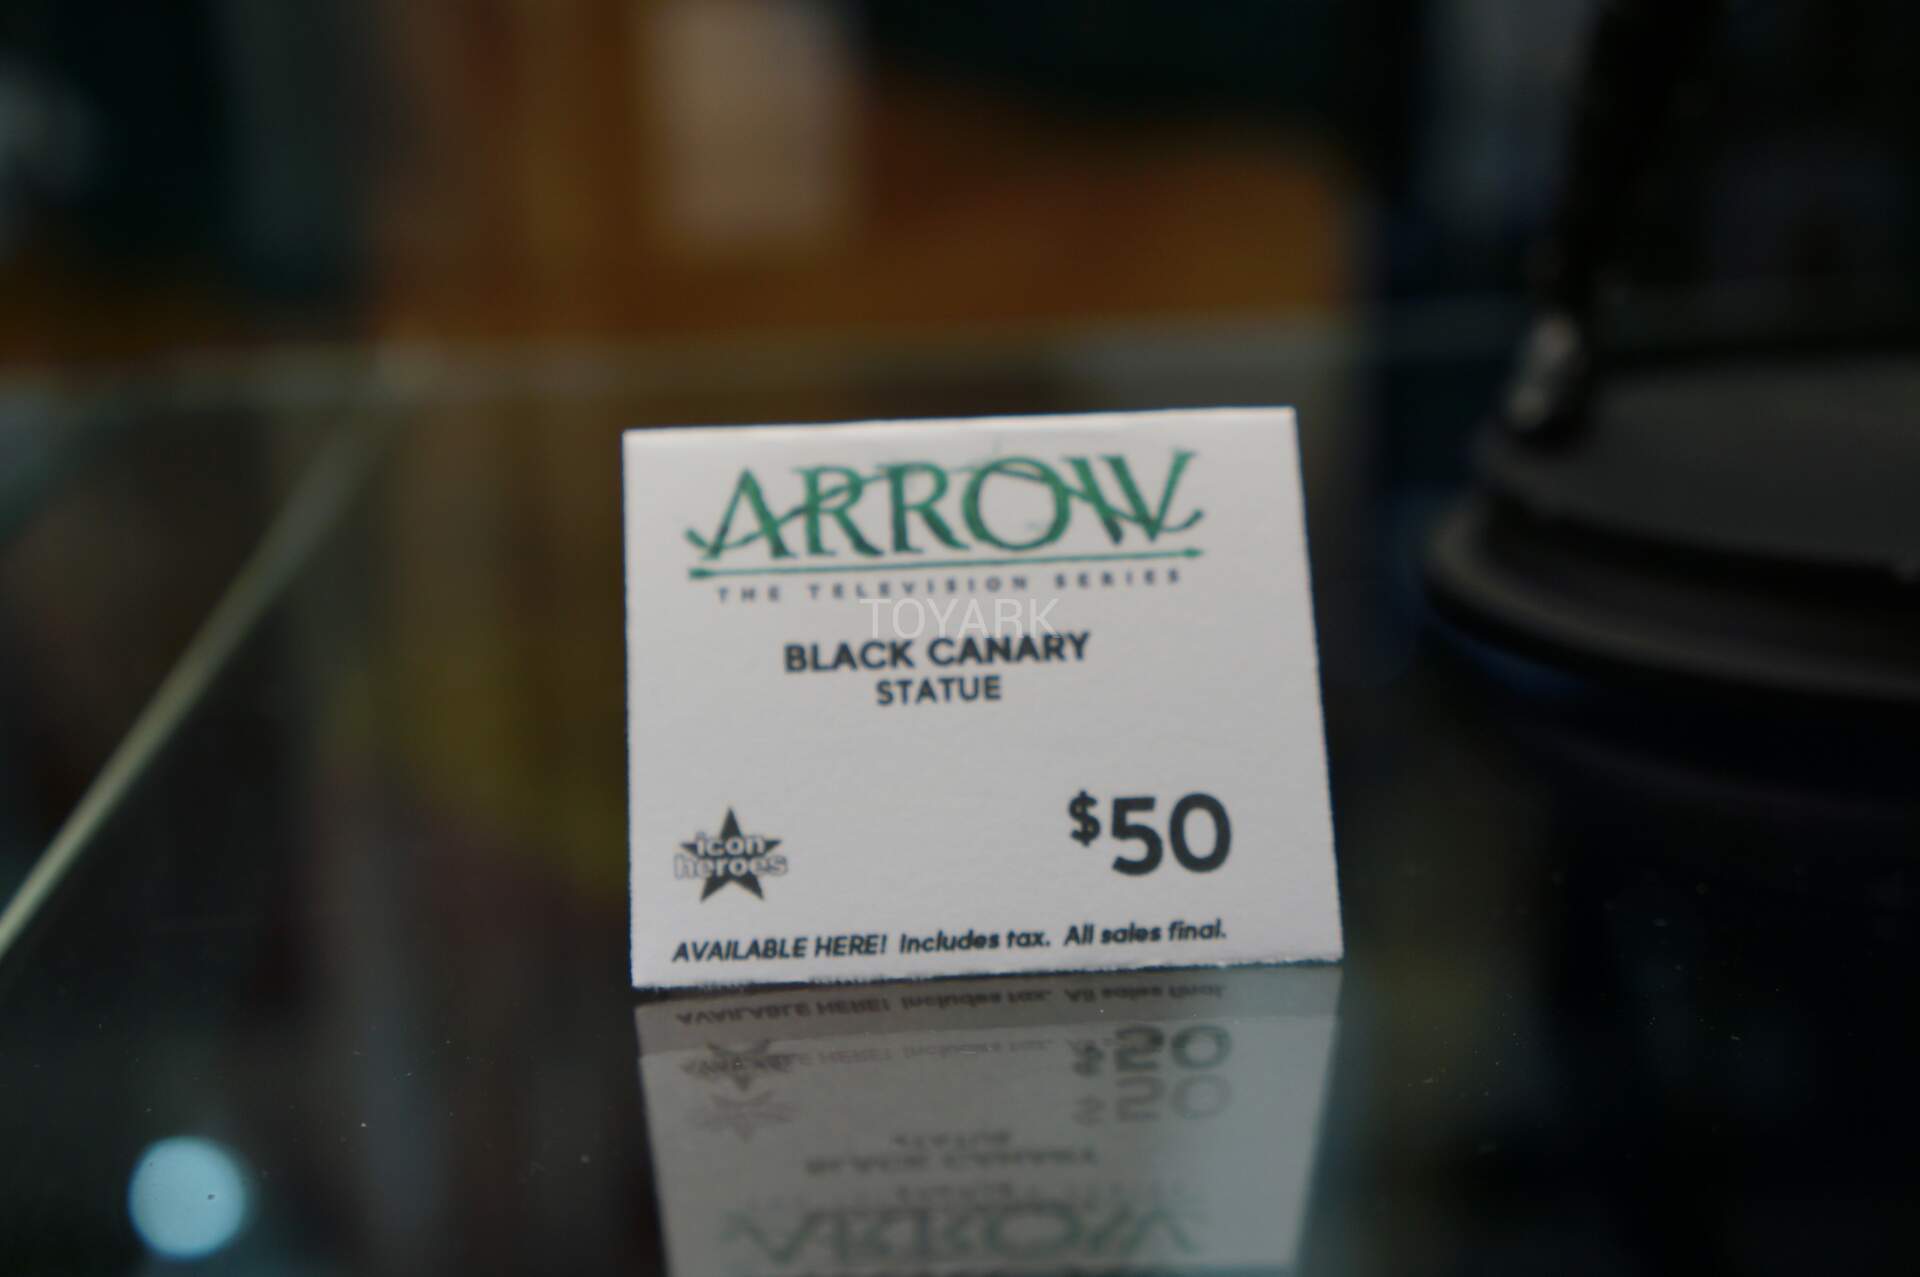 ARROW
THE TELEVISION SERIES
TOYARK
BLACK CANARY
STATUE
$50
icon
heroes
AVAILABLE HERE! Includes tax. All sales final.